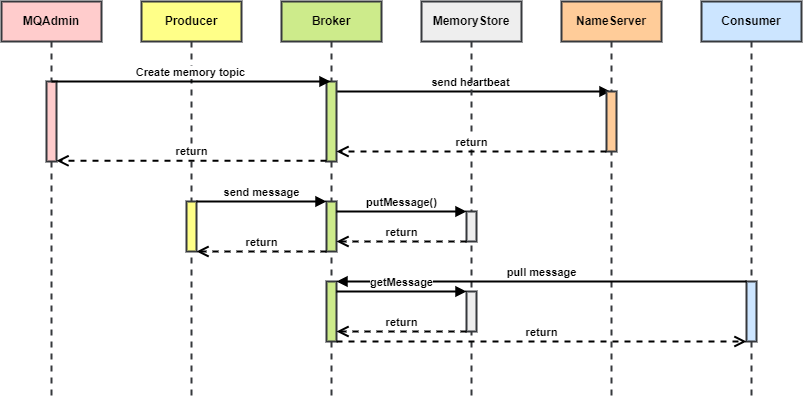 MQAdmin
Producer
Broker
MemoryStore
NameServer
Consumer
Create memory topic
send heartbeat
return
return
send message
putMessage()
return
return
pull message
getMessage
return
return